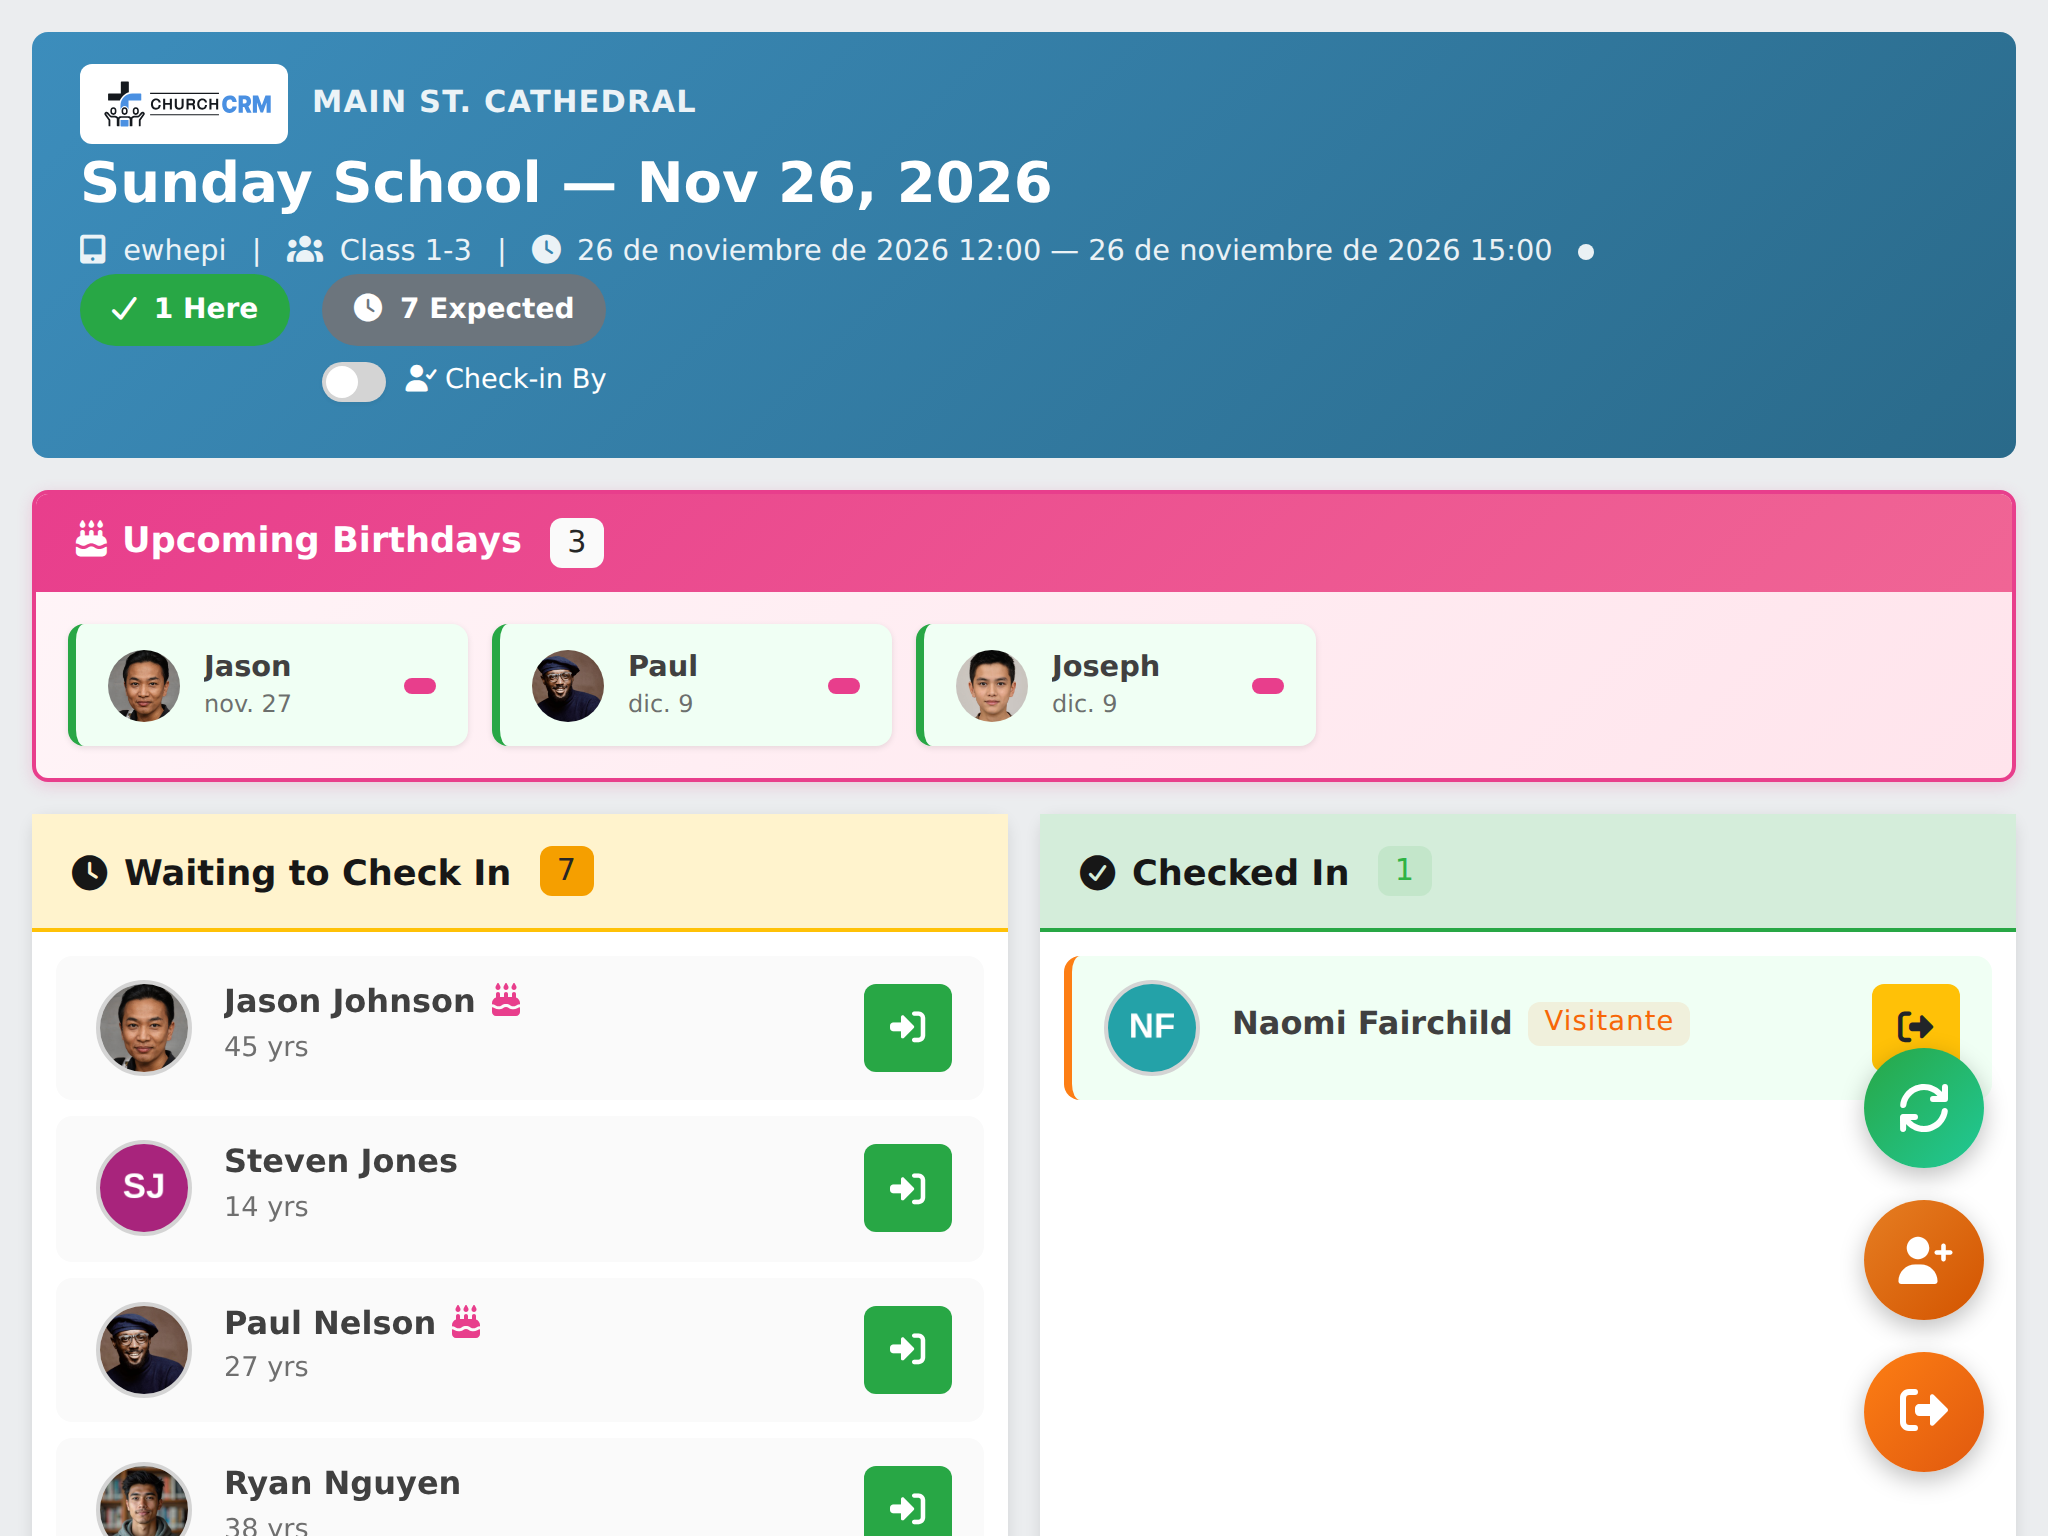 CHURCHCRM MAIN ST. CATHEDRAL
Sunday School — Nov 26, 2026
ewhepi | Class 1-3 | 26 de noviembre de 2026 12:00 — 26 de noviembre de 2026 15:00
1 Here 7 Expected
Check-in By
Upcoming Birthdays 3
Jason
nov. 27
Paul
dic. 9
Joseph
dic. 9
Waiting to Check In 7
Jason Johnson
45 yrs
Steven Jones
SJ
14 yrs
Paul Nelson
27 yrs
Ryan Nguyen
38 yrs
Checked In 1
NF Naomi Fairchild Visitante